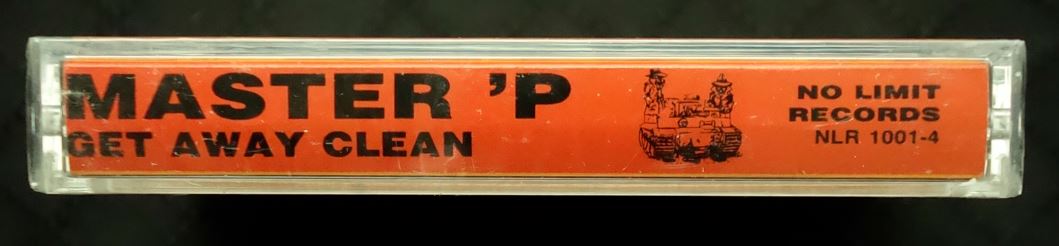 MASTER 'P
GET AWAY CLEAN
NO LIMIT
RECORDS
NLR 1001-4